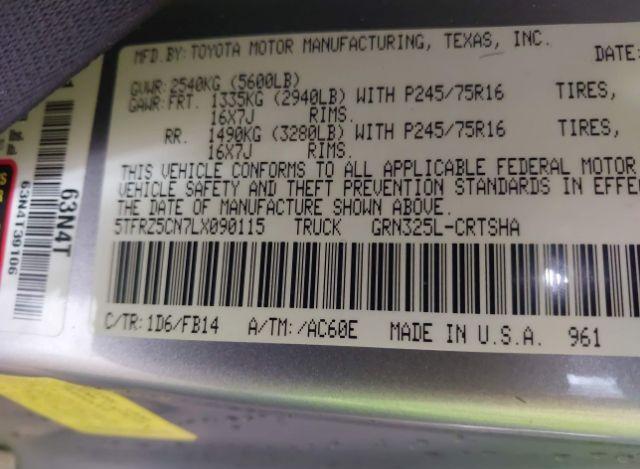 MFD.BY: TOYOTA MOTOR MANUFACTURING, TEXAS, INC. DATE:
GVWR: 2540KG (5600LB)
GAWR: FRT. 1335KG (2940LB) WITH P245/75R16 TIRES,
16X7J RIMS.
RR. 1490KG (3280LB) WITH P245/75R16 TIRES,
16X7J RIMS.
THIS VEHICLE CONFORMS TO ALL APPLICABLE FEDERAL MOTOR
VEHICLE SAFETY AND THEFT PREVENTION STANDARDS IN EFFE
THE DATE OF MANUFACTURE SHOWN ABOVE.
5TFRZ5CN7LX090115 TRUCK GRN325L-CRTSHA
C/TR: 1D6/FB14 A/TM: /AC60E MADE IN U.S.A. 961
63N4T
63N4T39106